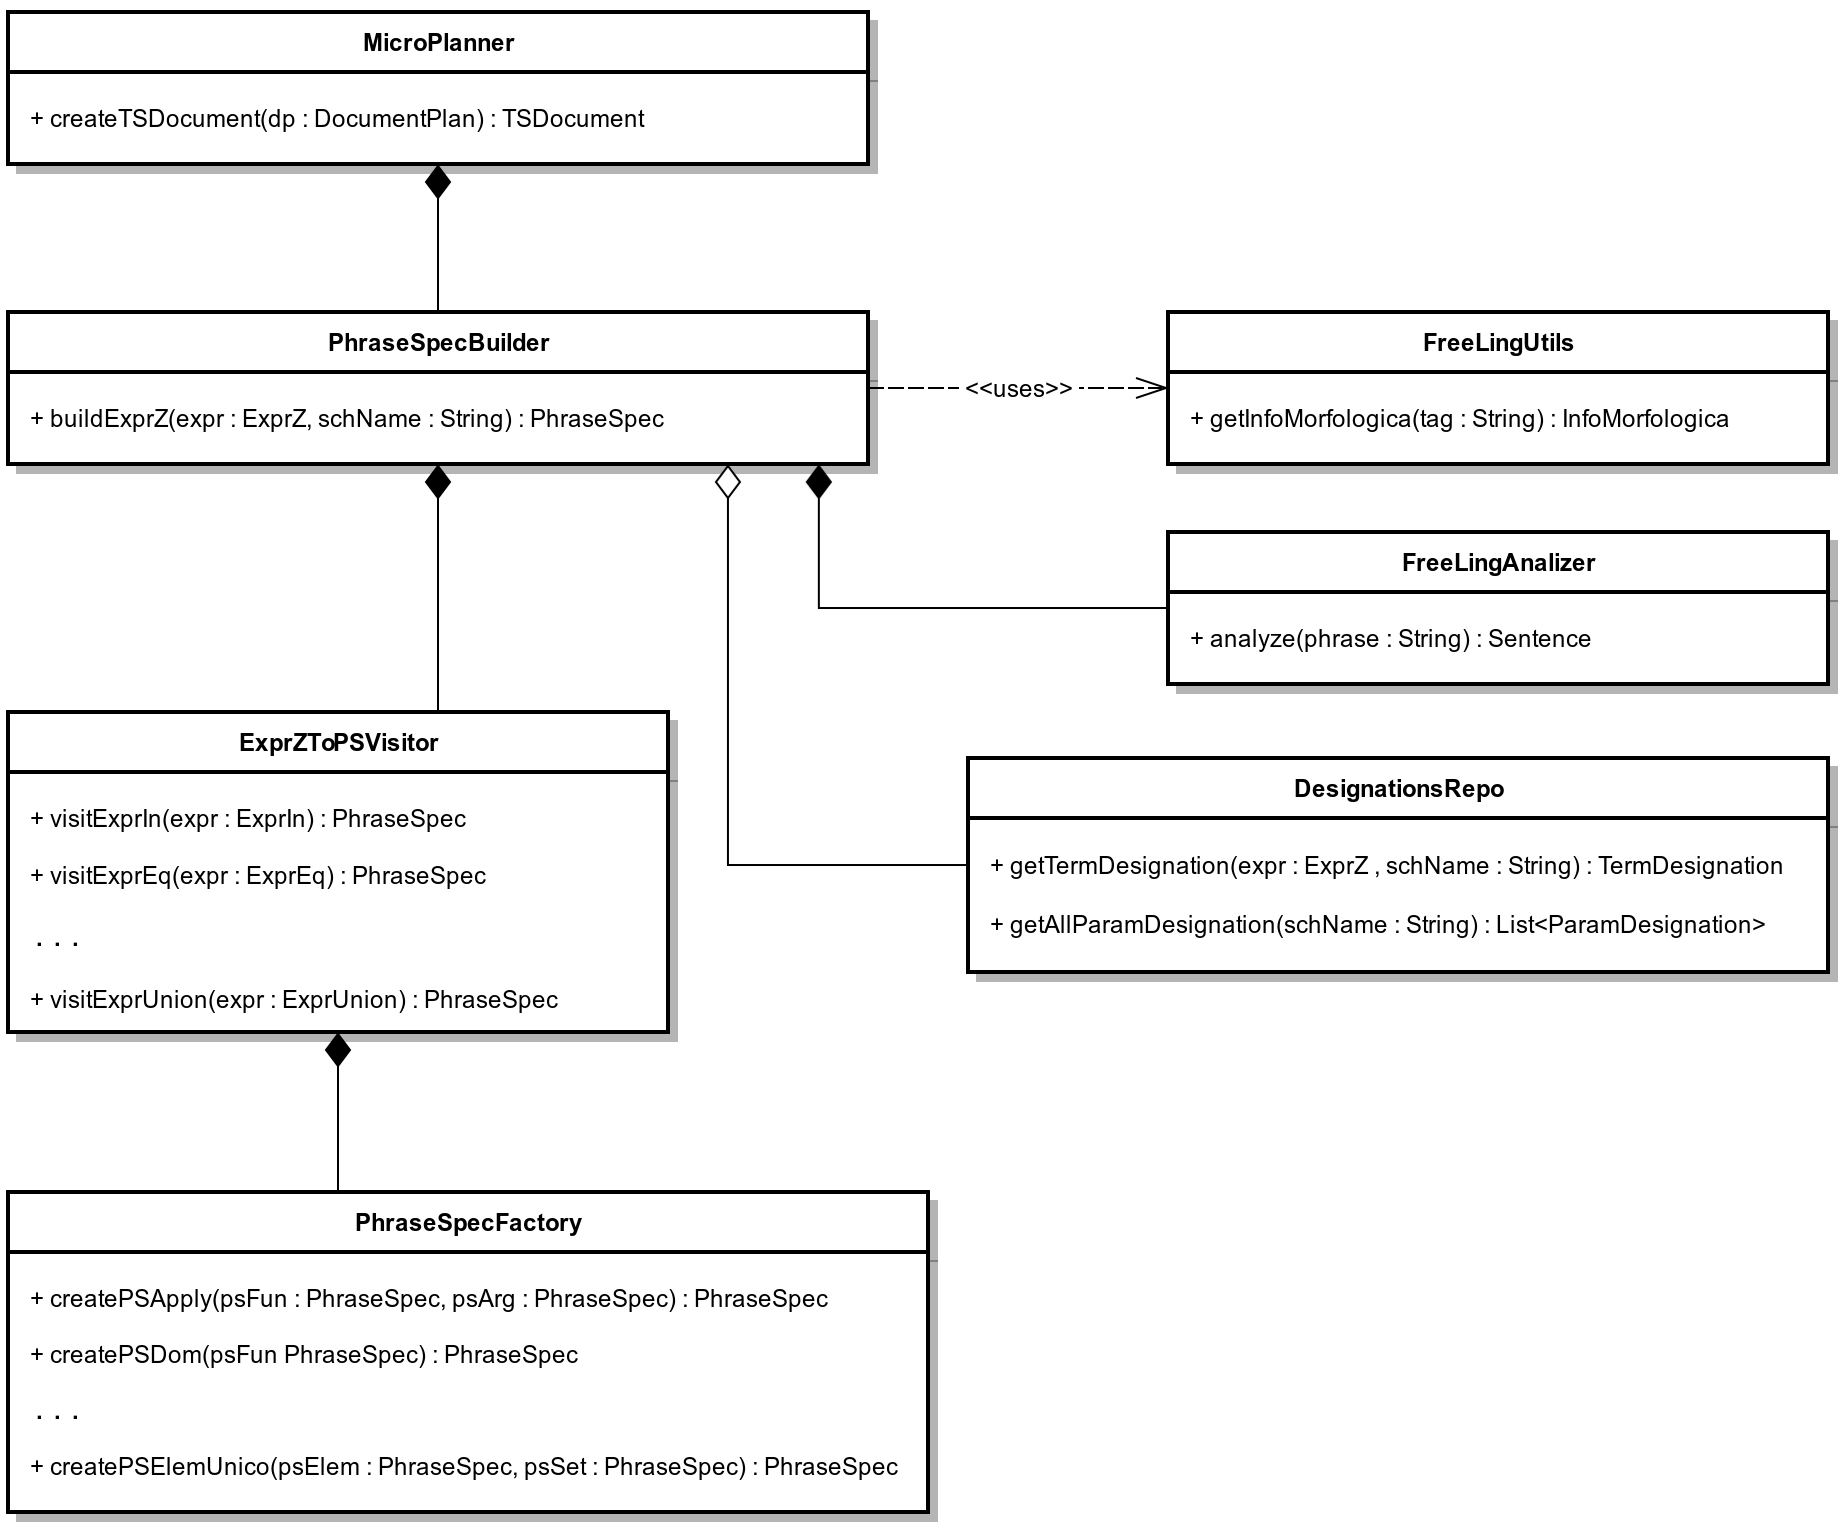 MicroPlanner
+ createTSDocument(dp : DocumentPlan) : TSDocument
PhraseSpecBuilder
+ buildExprZ(expr : ExprZ, schName : String) : PhraseSpec
<<uses>>
FreeLingUtils
+ getInfoMorfologica(tag : String) : InfoMorfologica
FreeLingAnalizer
+ analyze(phrase : String) : Sentence
ExprZToPSVisitor
+ visitExprIn(expr : ExprIn) : PhraseSpec
+ visitExprEq(expr : ExprEq) : PhraseSpec
. . .
+ visitExprUnion(expr : ExprUnion) : PhraseSpec
DesignationsRepo
+ getTermDesignation(expr : ExprZ , schName : String) : TermDesignation
+ getAllParamDesignation(schName : String) : List<ParamDesignation>
PhraseSpecFactory
+ createPSApply(psFun : PhraseSpec, psArg : PhraseSpec) : PhraseSpec
+ createPSDom(psFun PhraseSpec) : PhraseSpec
. . .
+ createPSElemUnico(psElem : PhraseSpec, psSet : PhraseSpec) : PhraseSpec